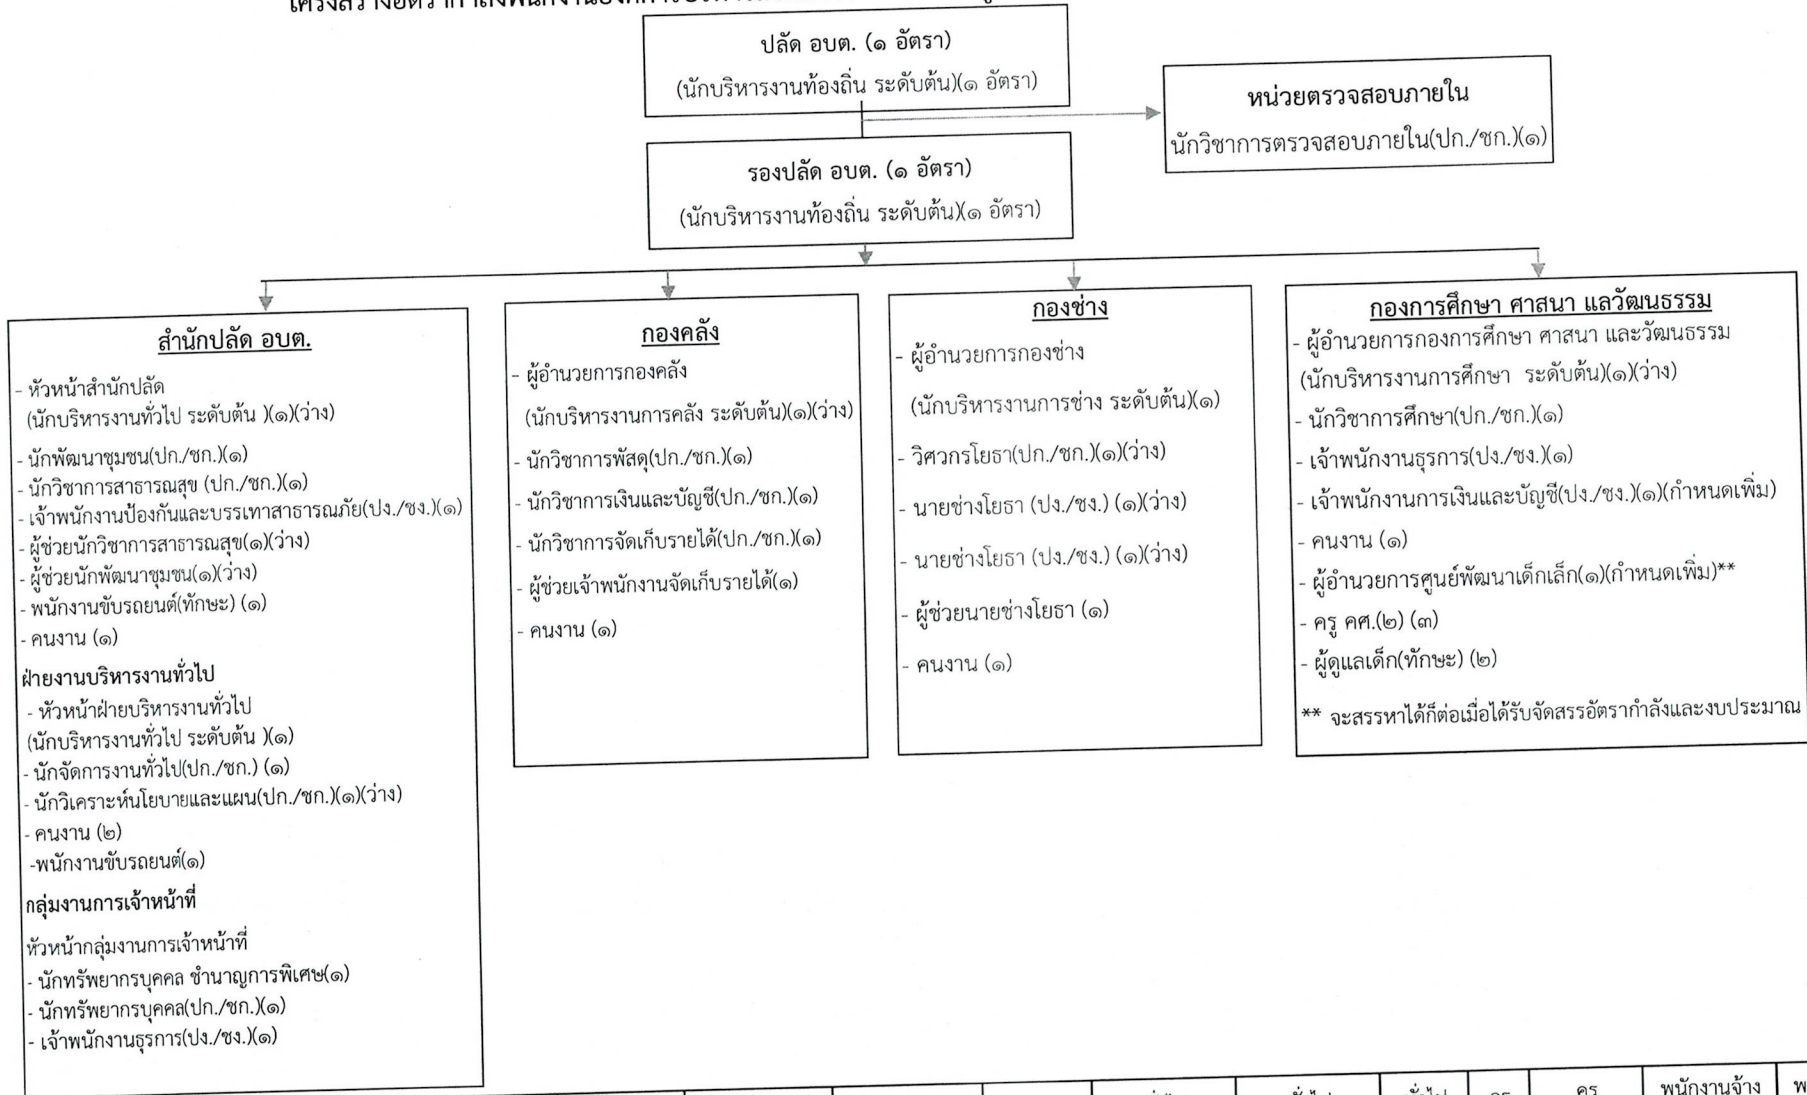 ปลัด อบต. (๑ อัตรา)
(นักบริหารงานท้องถิ่น ระดับต้น)(๑ อัตรา)
หน่วยตรวจสอบภายใน
นักวิชาการตรวจสอบภายใน(ปก./ชก.)(๑)
รองปลัด อบต. (๑ อัตรา)
(นักบริหารงานท้องถิ่น ระดับต้น)(๑ อัตรา)
สำนักปลัด อบต.
- หัวหน้าสำนักปลัด
(นักบริหารงานทั่วไป ระดับต้น )(๑)(ว่าง)
- นักพัฒนาชุมชน(ปก./ชก.)(๑)
- นักวิชาการสาธารณสุข (ปก./ชก.)(๑)
- เจ้าพนักงานป้องกันและบรรเทาสาธารณภัย(ปง./ชง.)(๑)
- ผู้ช่วยนักวิชาการสาธารณสุข(๑)(ว่าง)
- ผู้ช่วยนักพัฒนาชุมชน(๑)(ว่าง)
- พนักงานขับรถยนต์(ทักษะ) (๑)
- คนงาน (๑)
ฝ่ายงานบริหารงานทั่วไป
- หัวหน้าฝ่ายบริหารงานทั่วไป
(นักบริหารงานทั่วไป ระดับต้น )(๑)
- นักจัดการงานทั่วไป(ปก./ชก.) (๑)
- นักวิเคราะห์นโยบายและแผน(ปก./ชก.)(๑)(ว่าง)
- คนงาน (๒)
-พนักงานขับรถยนต์(๑)
กลุ่มงานการเจ้าหน้าที่
หัวหน้ากลุ่มงานการเจ้าหน้าที่
- นักทรัพยากรบุคคล ชำนาญการพิเศษ(๑)
- นักทรัพยากรบุคคล(ปก./ชก.)(๑)
- เจ้าพนักงานธุรการ(ปง./ชง.)(๑)
กองคลัง
- ผู้อำนวยการกองคลัง
(นักบริหารงานการคลัง ระดับต้น)(๑)(ว่าง)
- นักวิชาการพัสดุ(ปก./ชก.)(๑)
- นักวิชาการเงินและบัญชี(ปก./ชก.)(๑)
- นักวิชาการจัดเก็บรายได้(ปก./ชก.)(๑)
- ผู้ช่วยเจ้าพนักงานจัดเก็บรายได้(๑)
- คนงาน (๑)
กองช่าง
- ผู้อำนวยการกองช่าง
(นักบริหารงานการช่าง ระดับต้น)(๑)
- วิศวกรโยธา(ปก./ชก.)(๑)(ว่าง)
- นายช่างโยธา (ปง./ชง.) (๑)(ว่าง)
- นายช่างโยธา (ปง./ชง.) (๑)(ว่าง)
- ผู้ช่วยนายช่างโยธา (๑)
- คนงาน (๑)
กองการศึกษา ศาสนา แลวัฒนธรรม
- ผู้อำนวยการกองการศึกษา ศาสนา และวัฒนธรรม
(นักบริหารงานการศึกษา ระดับต้น)(๑)(ว่าง)
- นักวิชาการศึกษา(ปก./ชก.)(๑)
- เจ้าพนักงานธุรการ(ปง./ชง.)(๑)
- เจ้าพนักงานการเงินและบัญชี(ปง./ชง.)(๑)(กำหนดเพิ่ม)
- คนงาน (๑)
- ผู้อำนวยการศูนย์พัฒนาเด็กเล็ก(๑)(กำหนดเพิ่ม)**
- ครู คศ.(๒) (๓)
- ผู้ดูแลเด็ก(ทักษะ) (๒)
** จะสรรหาได้ก็ต่อเมื่อได้รับจัดสรรอัตรากำลังและงบประมาณ
พนักงานจ้าง